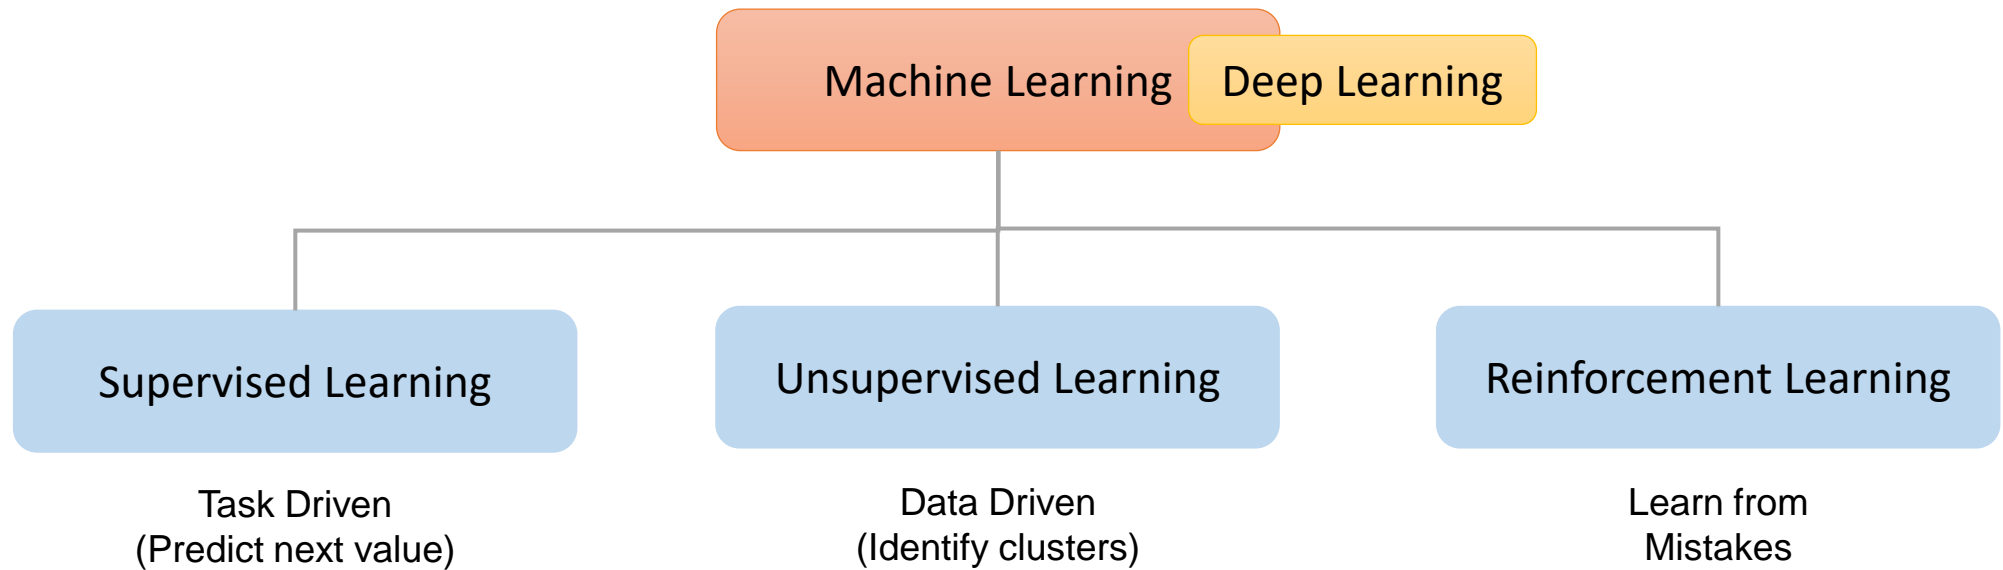 Machine Learning
Deep Learning
Supervised Learning
Unsupervised Learning
Reinforcement Learning
Task Driven
(Predict next value)
Data Driven
(Identify clusters)
Learn from
Mistakes